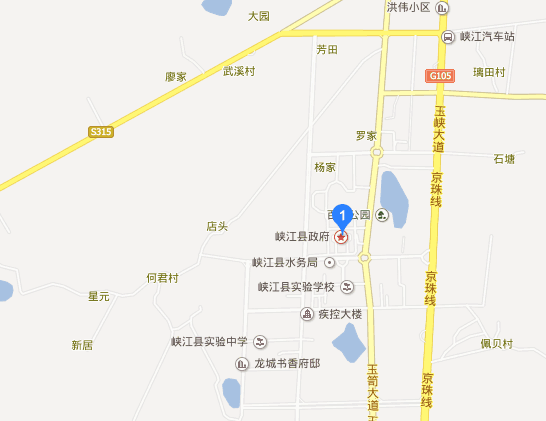 洪伟小区
大园
峡江汽车站
芳田
廖家
武溪村
G105
璃田村
玉峡大道
S315
罗家
石塘
杨家
京珠线
公园
1
店头
峡江县政府
峡江县水务局
何君村
京珠线
峡江县实验学校
星元
疾控大楼
新居
峡江县实验中学
佩贝村
龙城书香府邸
玉笥大道
京珠线